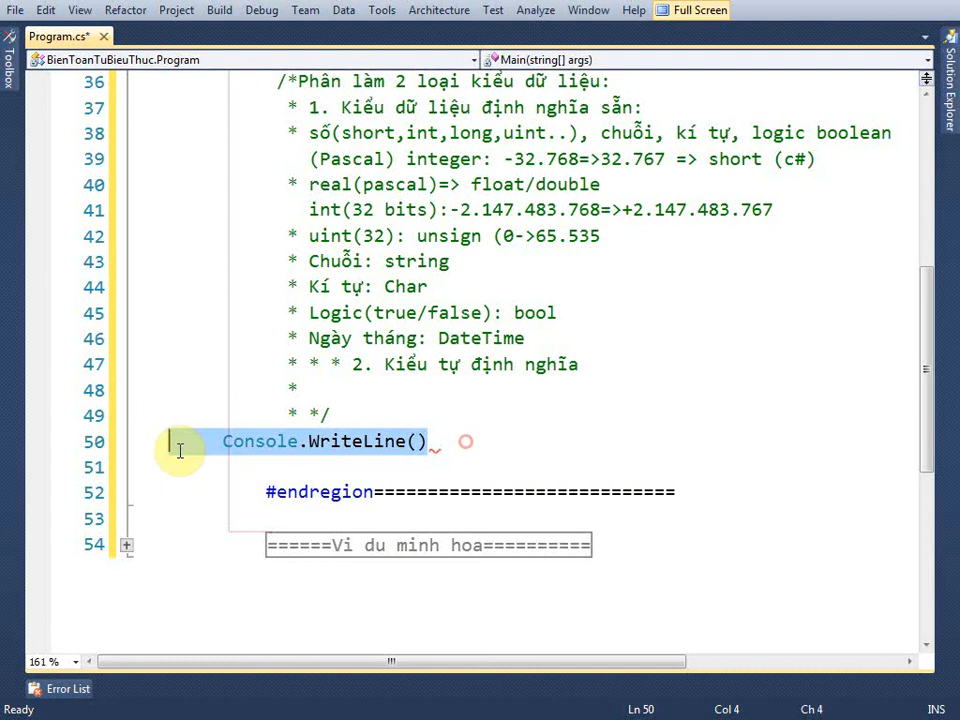 File Edit View Refactor Project Build Debug Team Data Tools Architecture Test Analyze Window Help Full Screen
Program.cs*
Toolbox
BienToanTuBieuThuc.Program
Main(string[] args)
Solution Explorer
36 /*Phân làm 2 loại kiểu dữ liệu:
37 * 1. Kiểu dữ liệu định nghĩa sẵn:
38 * số(short,int,long,uint..), chuỗi, kí tự, logic boolean
39 (Pascal) integer: -32.768=>32.767 => short (c#)
40 * real(pascal)=> float/double
41 int(32 bits):-2.147.483.768=>+2.147.483.767
42 * uint(32): unsign (0->65.535
43 * Chuỗi: string
44 * Kí tự: Char
45 * Logic(true/false): bool
46 * Ngày tháng: DateTime
47 * * * 2. Kiểu tự định nghĩa
48 *
49 * */
50 Console.WriteLine()
51
52 #endregion============================
53
54 ======Vi du minh hoa==========
161 %
Error List
Ready Ln 50 Col 4 Ch 4 INS